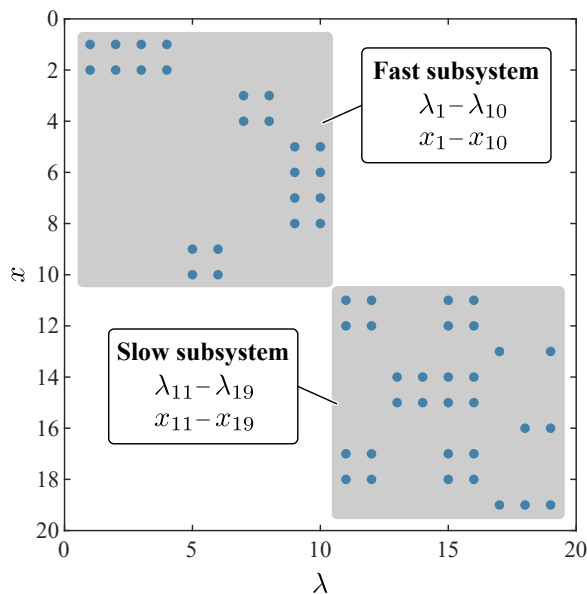 0
2
4
6
8
10
12
14
16
18
20
x
Fast subsystem
λ₁–λ₁₀
x₁–x₁₀
Slow subsystem
λ₁₁–λ₁₉
x₁₁–x₁₉
0 5 10 15 20
λ